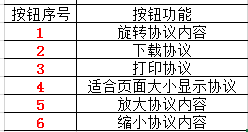 按钮序号 按钮功能
1 旋转协议内容
2 下载协议
3 打印协议
4 适合页面大小显示协议
5 放大协议内容
6 缩小协议内容